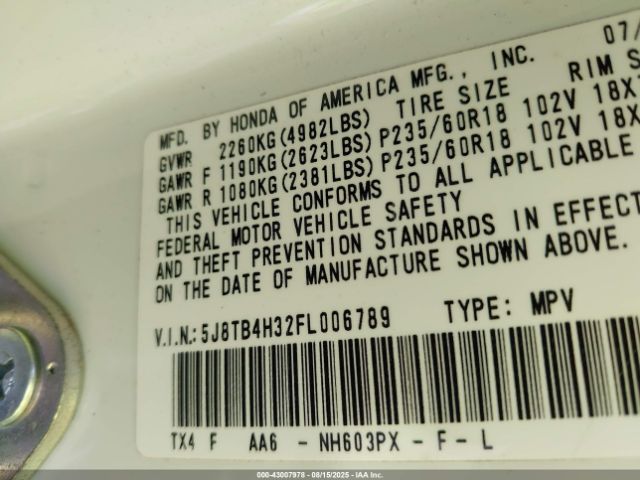 07/
MFD. BY HONDA OF AMERICA MFG., INC.
GVWR 2260KG(4982LBS) TIRE SIZE RIM S
GAWR F 1190KG(2623LBS)P235/60R18 102V 18X
GAWR R 1080KG(2381LBS)P235/60R18 102V 18X
THIS VEHICLE CONFORMS TO ALL APPLICABLE
FEDERAL MOTOR VEHICLE SAFETY
AND THEFT PREVENTION STANDARDS IN EFFECT
ON THE DATE OF MANUFACTURE SHOWN ABOVE.
V.I.N.:5J8TB4H32FL006789 TYPE: MPV
TX4 F AA6 - NH603PX - F - L
000-43007978 - 08/15/2025 - IAAI.COM